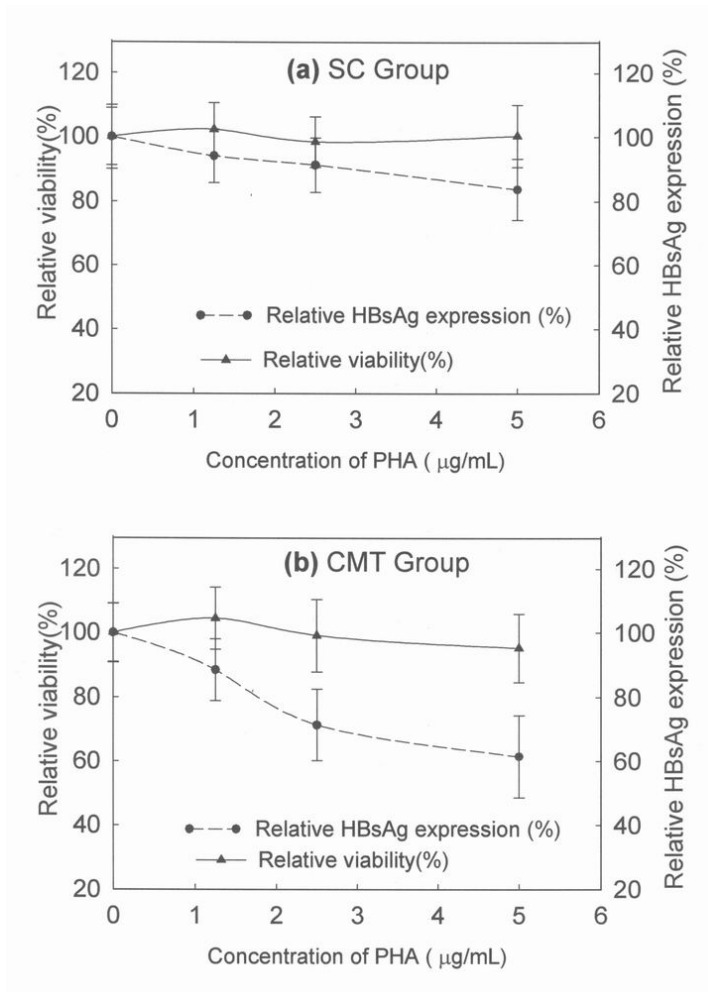 (a) SC Group
Relative viability(%)
120
100
80
60
40
20
Relative HBsAg expression (%)
120
100
80
60
40
20
Relative HBsAg expression (%)
Relative viability(%)
0 1 2 3 4 5 6
Concentration of PHA ( μg/mL)
(b) CMT Group
Relative viability(%)
120
100
80
60
40
20
Relative HBsAg expression (%)
120
100
80
60
40
20
Relative HBsAg expression (%)
Relative viability(%)
0 1 2 3 4 5 6
Concentration of PHA ( μg/mL)